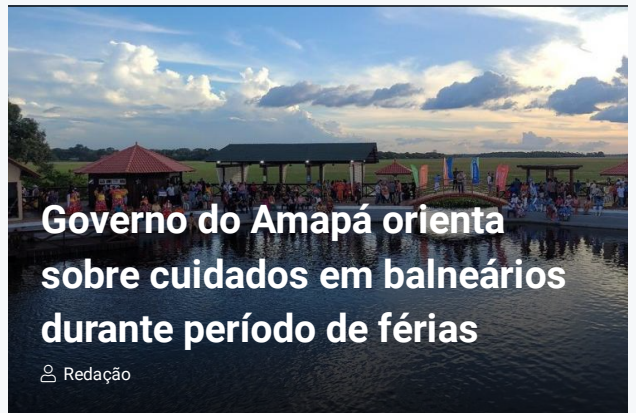 Governo do Amapá orienta
sobre cuidados em balneários
durante período de férias
Redação